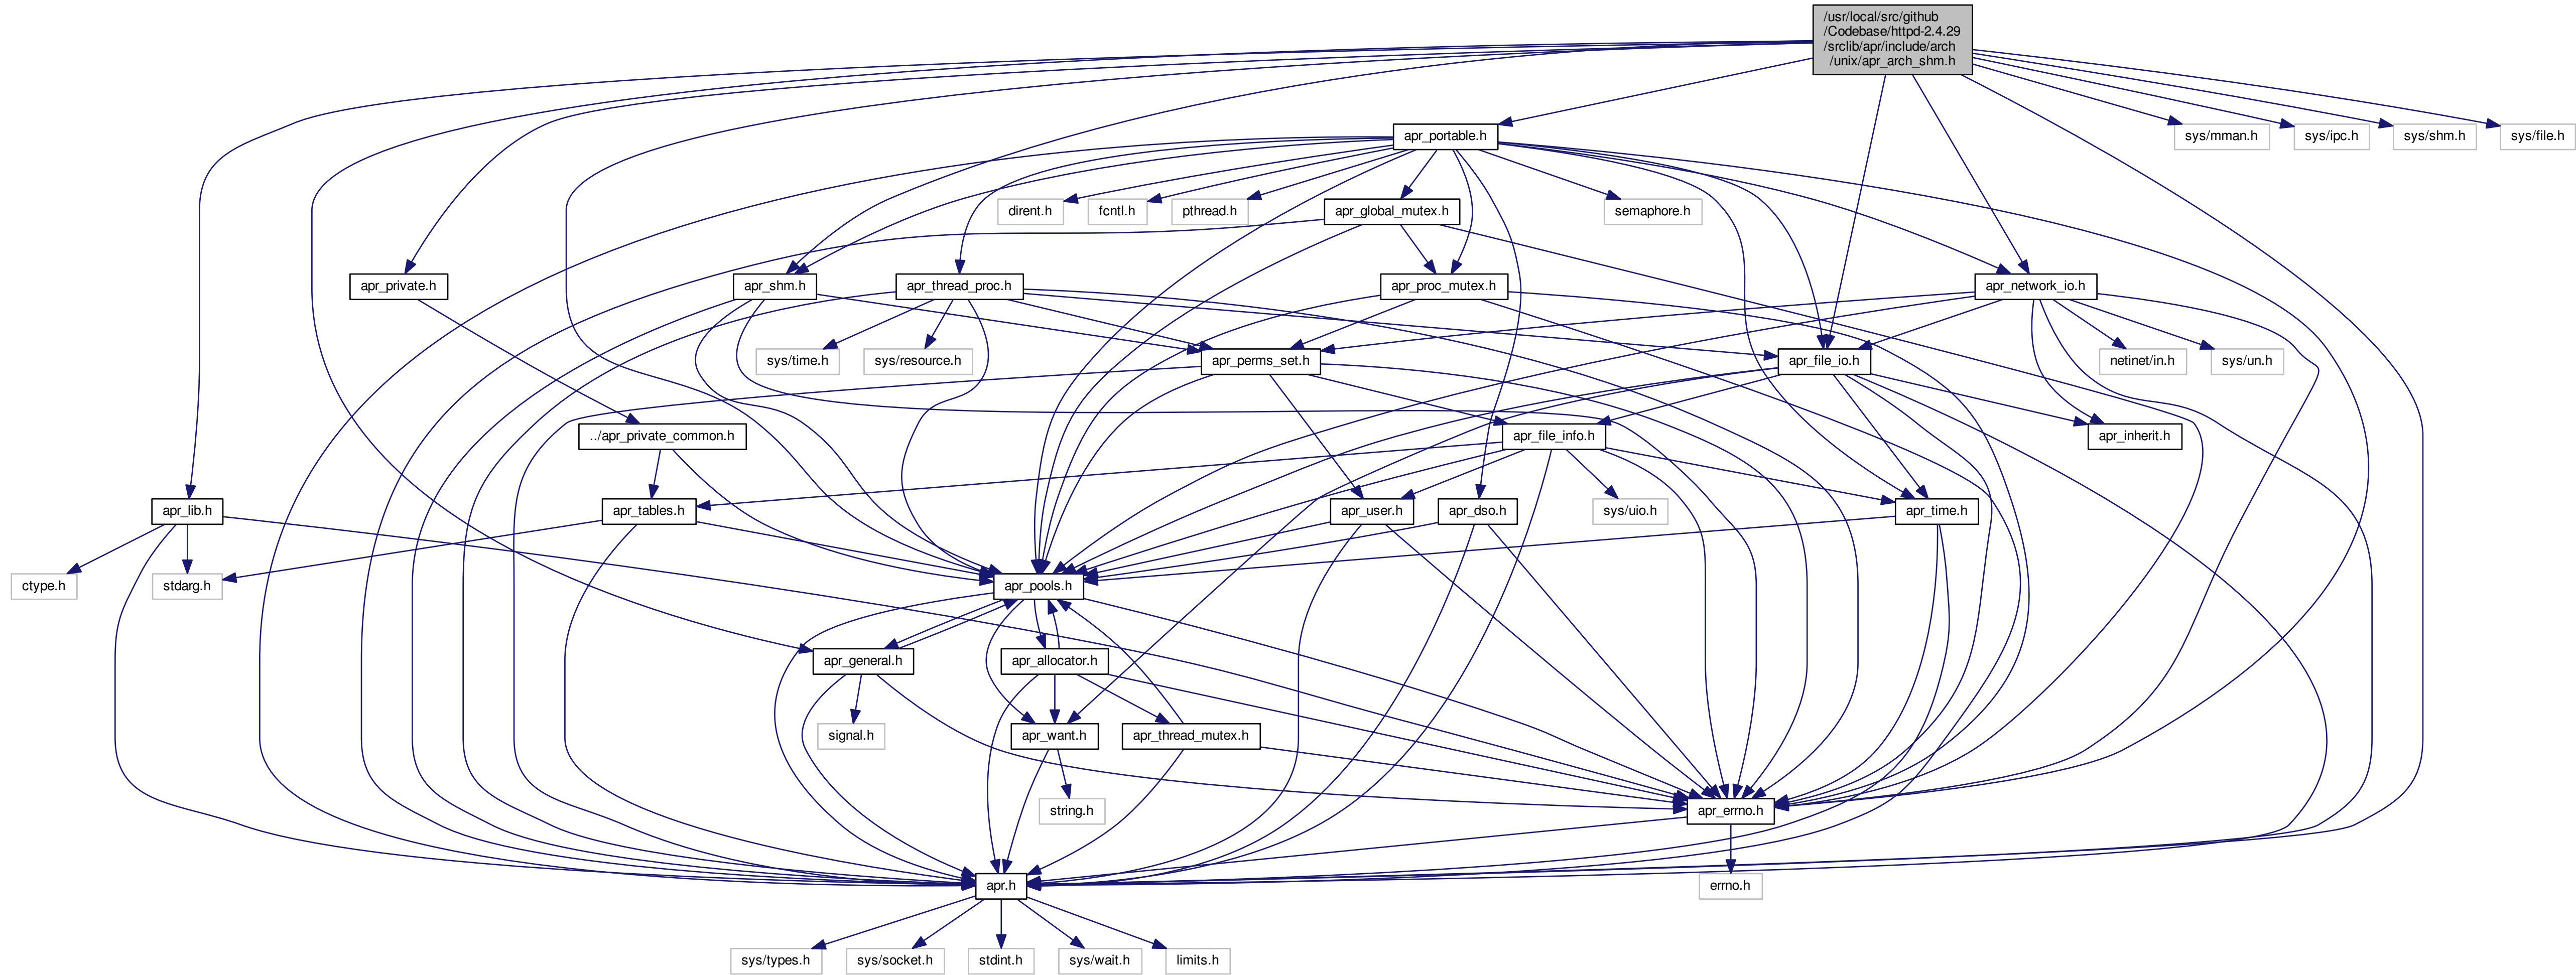 /usr/local/src/github
/Codebase/httpd-2.4.29
/srclib/apr/include/arch
/unix/apr_arch_shm.h
apr_portable.h
sys/mman.h
sys/ipc.h
sys/shm.h
sys/file.h
dirent.h
fcntl.h
pthread.h
apr_global_mutex.h
semaphore.h
apr_private.h
apr_shm.h
apr_thread_proc.h
apr_proc_mutex.h
apr_network_io.h
sys/time.h
sys/resource.h
apr_perms_set.h
apr_file_io.h
netinet/in.h
sys/un.h
../apr_private_common.h
apr_file_info.h
apr_inherit.h
apr_lib.h
apr_tables.h
apr_user.h
apr_dso.h
sys/uio.h
apr_time.h
ctype.h
stdarg.h
apr_pools.h
apr_general.h
apr_allocator.h
signal.h
apr_want.h
apr_thread_mutex.h
string.h
apr_errno.h
apr.h
errno.h
sys/types.h
sys/socket.h
stdint.h
sys/wait.h
limits.h